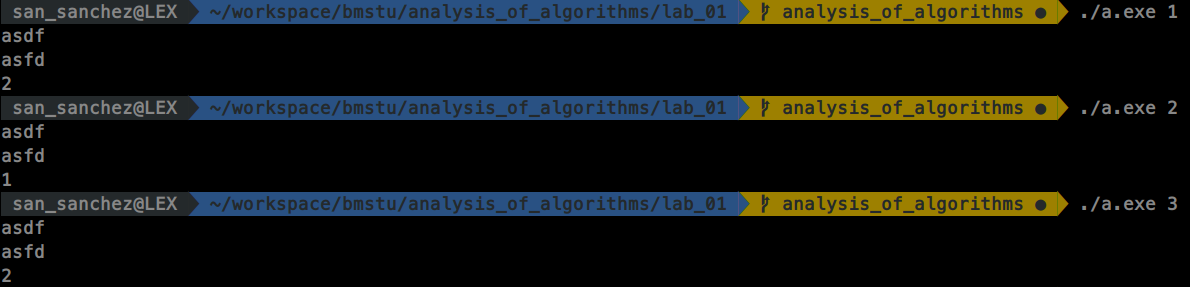 san_sanchez@LEX ~/workspace/bmstu/analysis_of_algorithms/lab_01 analysis_of_algorithms ● ./a.exe 1
asdf
asfd
2
san_sanchez@LEX ~/workspace/bmstu/analysis_of_algorithms/lab_01 analysis_of_algorithms ● ./a.exe 2
asdf
asfd
1
san_sanchez@LEX ~/workspace/bmstu/analysis_of_algorithms/lab_01 analysis_of_algorithms ● ./a.exe 3
asdf
asfd
2